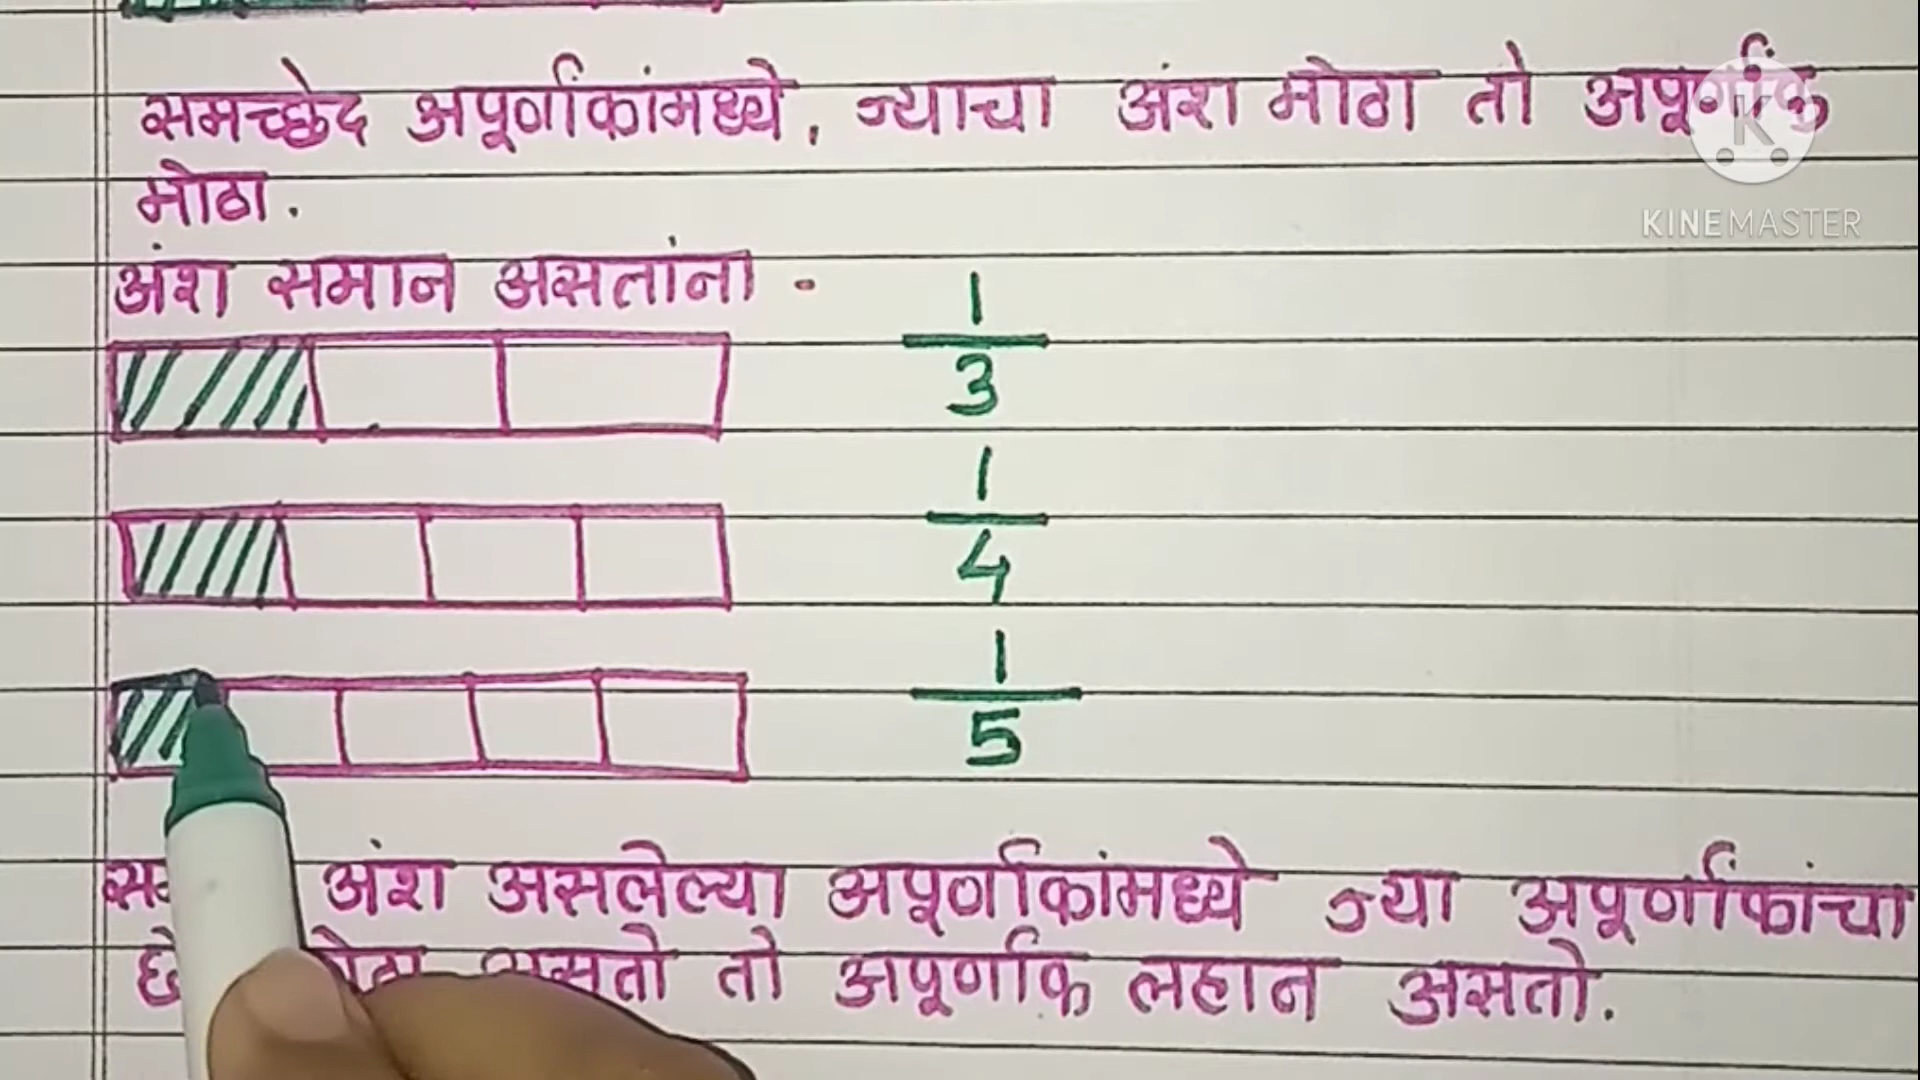 समच्छेद अपूर्णांकांमध्ये, ज्याचा अंश मोठा तो अपूर्णांक
मोठा.
अंश समान असतांना -
1
3
1
4
1
5
अंश असलेल्या अपूर्णांकांमध्ये ज्या अपूर्णांकांचा
तो अपूर्णांक लहान असतो.
K
KINEMASTER